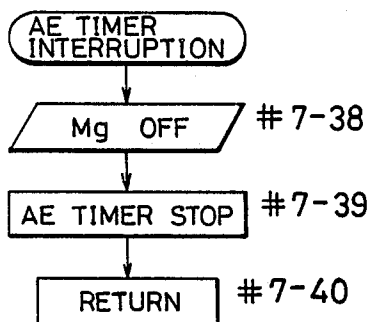 AE TIMER
INTERRUPTION
Mg OFF #7-38
AE TIMER STOP #7-39
RETURN #7-40